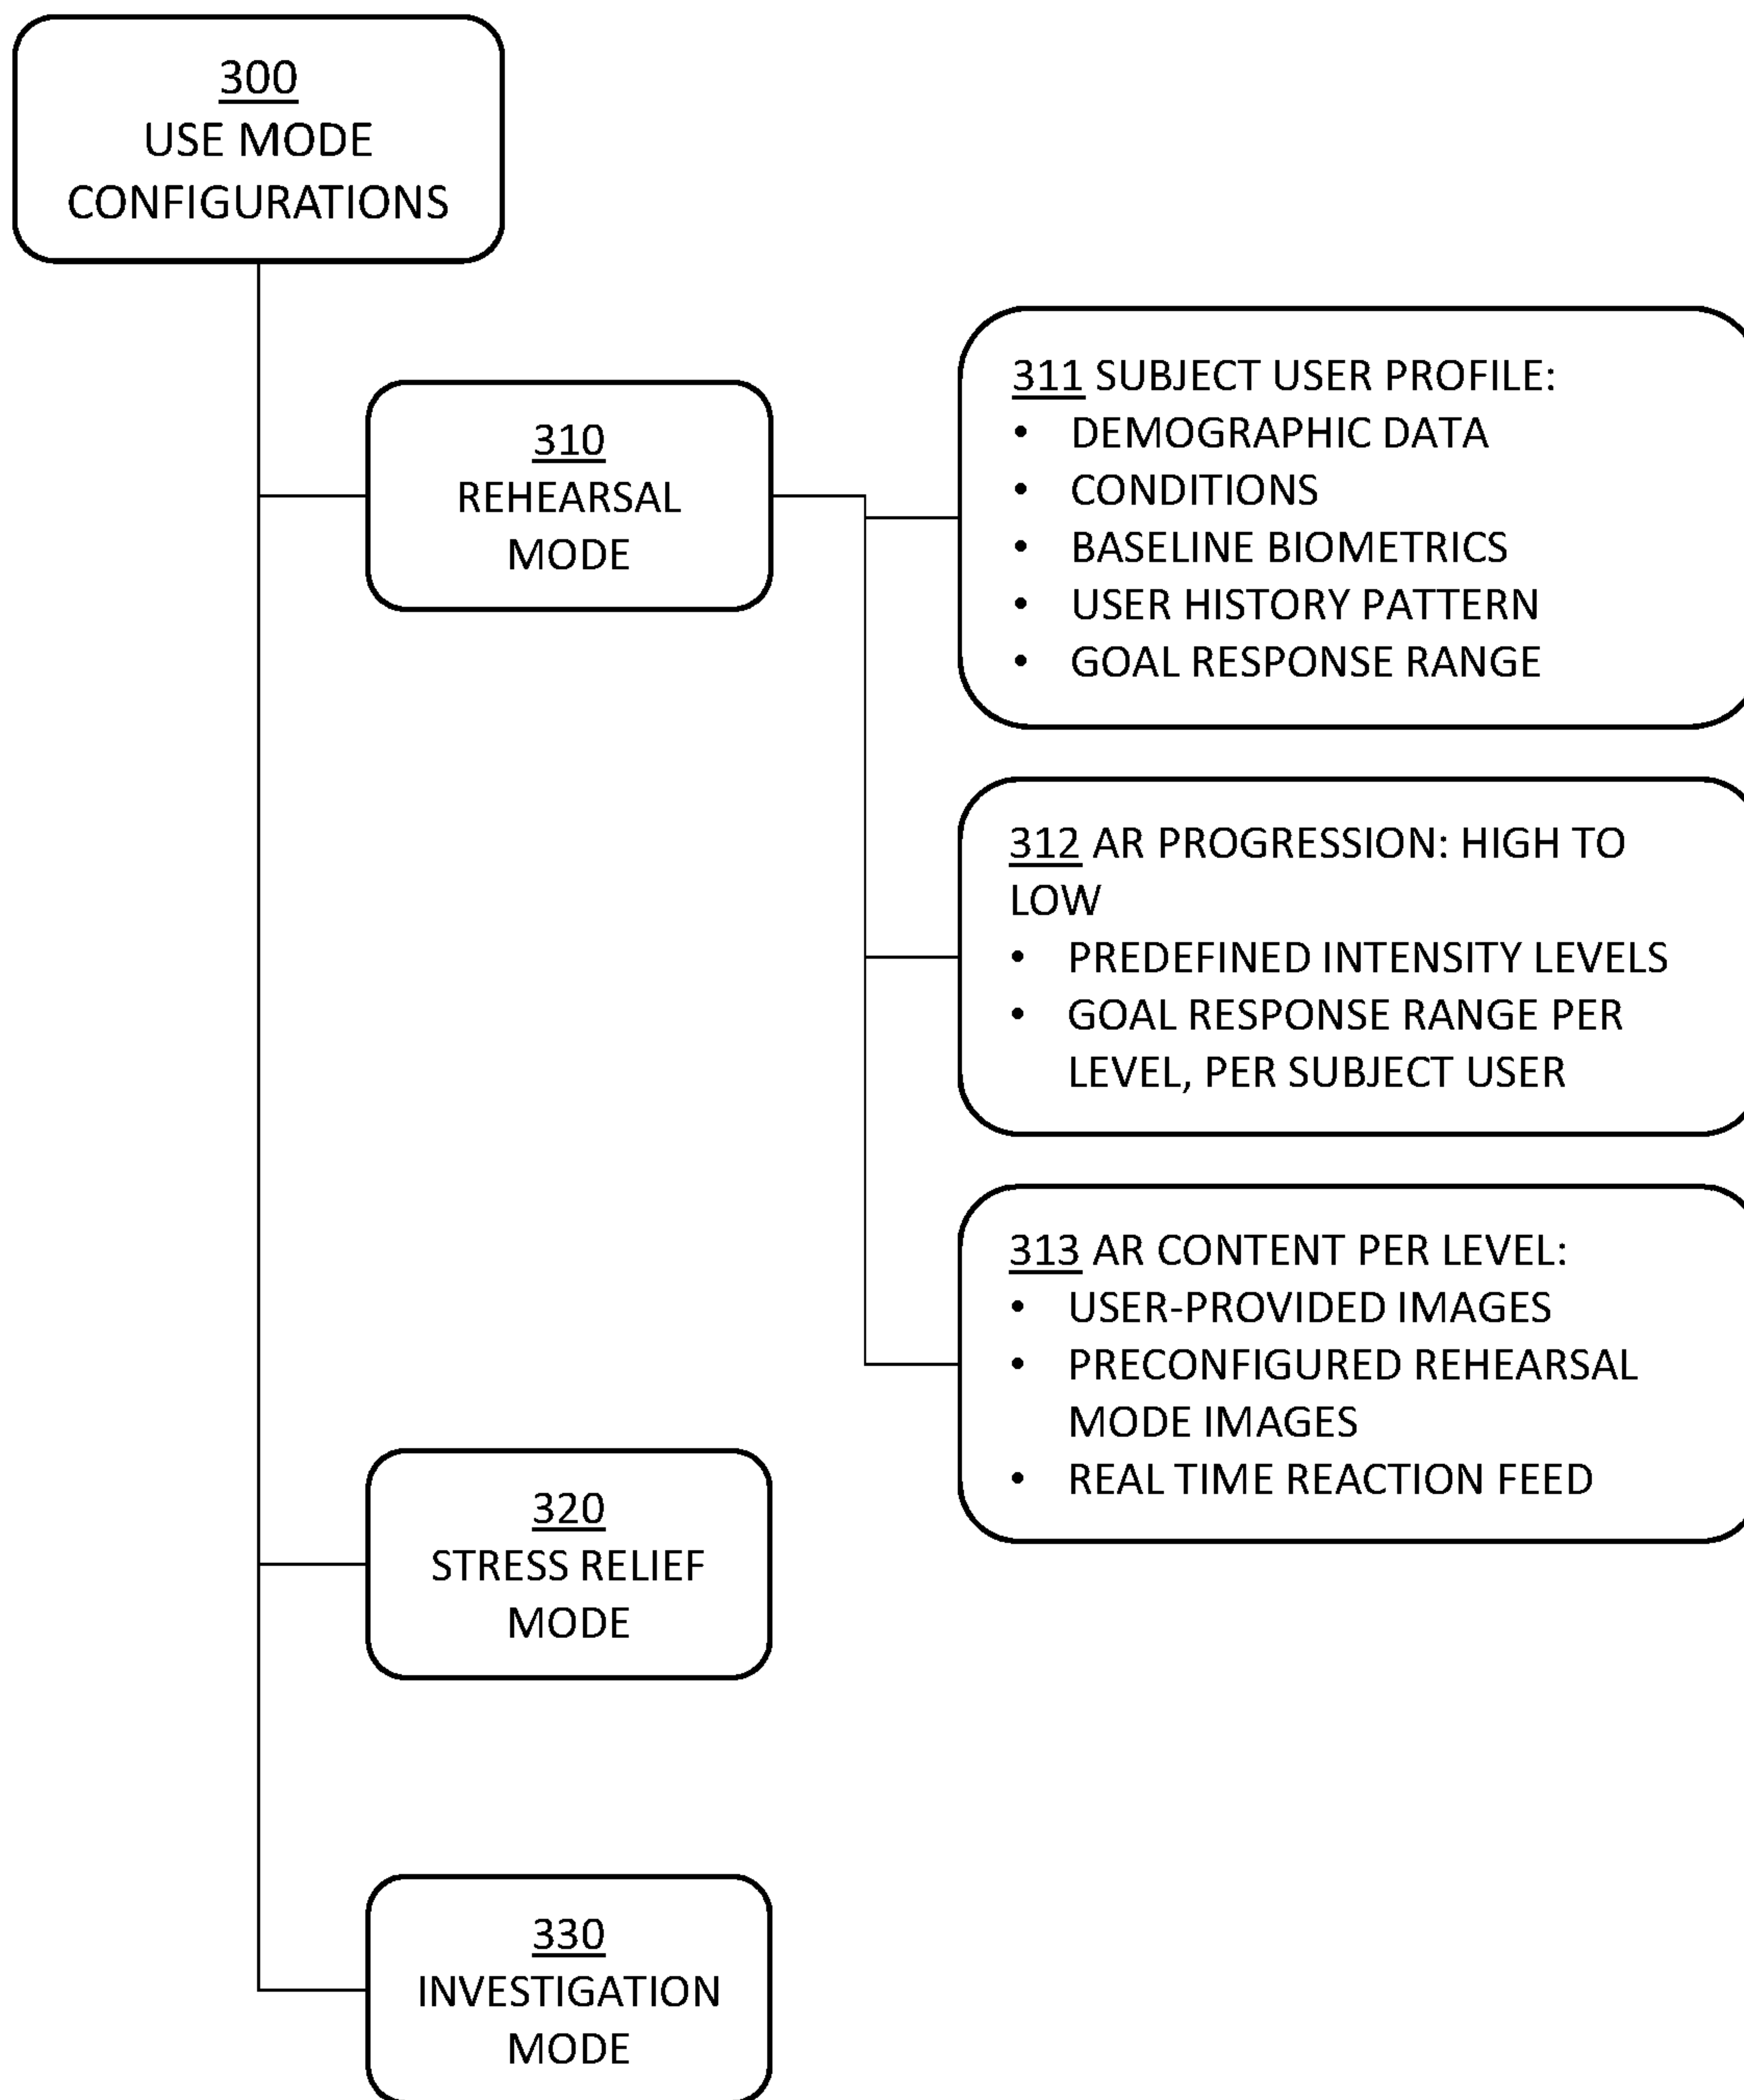 300
USE MODE
CONFIGURATIONS
310
REHEARSAL
MODE
311 SUBJECT USER PROFILE:
• DEMOGRAPHIC DATA
• CONDITIONS
• BASELINE BIOMETRICS
• USER HISTORY PATTERN
• GOAL RESPONSE RANGE
312 AR PROGRESSION: HIGH TO
LOW
• PREDEFINED INTENSITY LEVELS
• GOAL RESPONSE RANGE PER
LEVEL, PER SUBJECT USER
313 AR CONTENT PER LEVEL:
• USER-PROVIDED IMAGES
• PRECONFIGURED REHEARSAL
MODE IMAGES
• REAL TIME REACTION FEED
320
STRESS RELIEF
MODE
330
INVESTIGATION
MODE